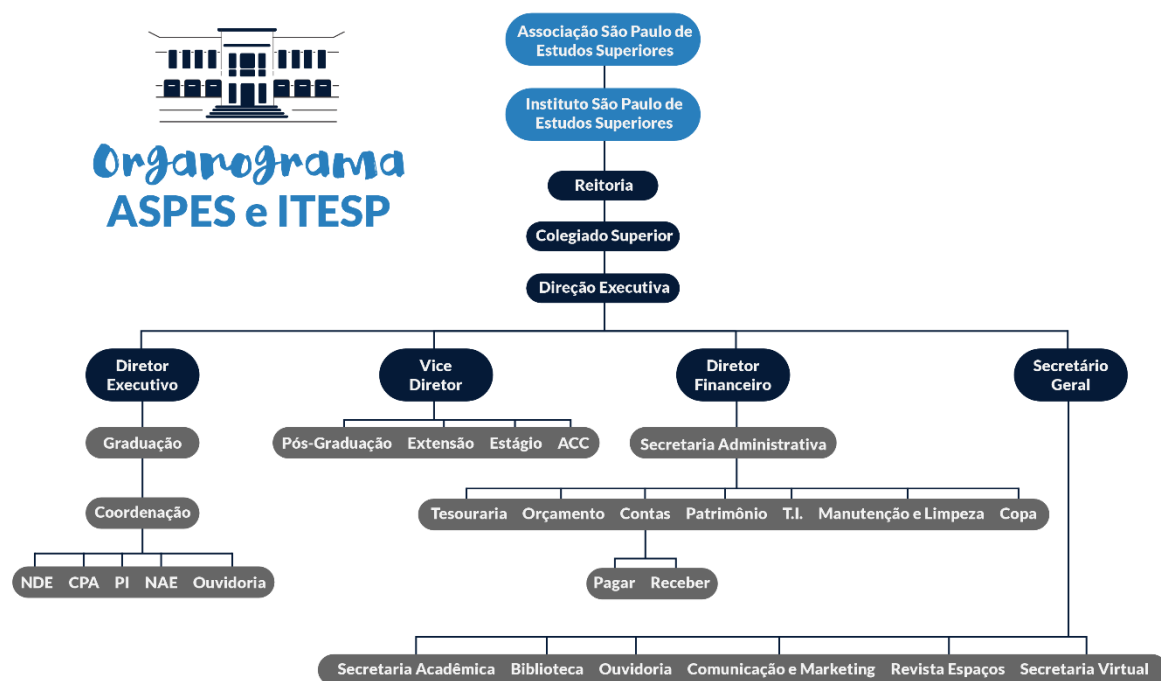 Associação São Paulo de
Estudos Superiores
Instituto São Paulo de
Estudos Superiores
Organograma
ASPES e ITESP
Reitoria
Colegiado Superior
Direção Executiva
Diretor
Executivo
Vice
Diretor
Diretor
Financeiro
Secretário
Geral
Graduação
Pós-Graduação Extensão Estágio ACC
Secretaria Administrativa
Coordenação
Tesouraria Orçamento Contas Patrimônio T.I. Manutenção e Limpeza Copa
NDE CPA PI NAE Ouvidoria
Pagar Receber
Secretaria Acadêmica Biblioteca Ouvidoria Comunicação e Marketing Revista Espaços Secretaria Virtual